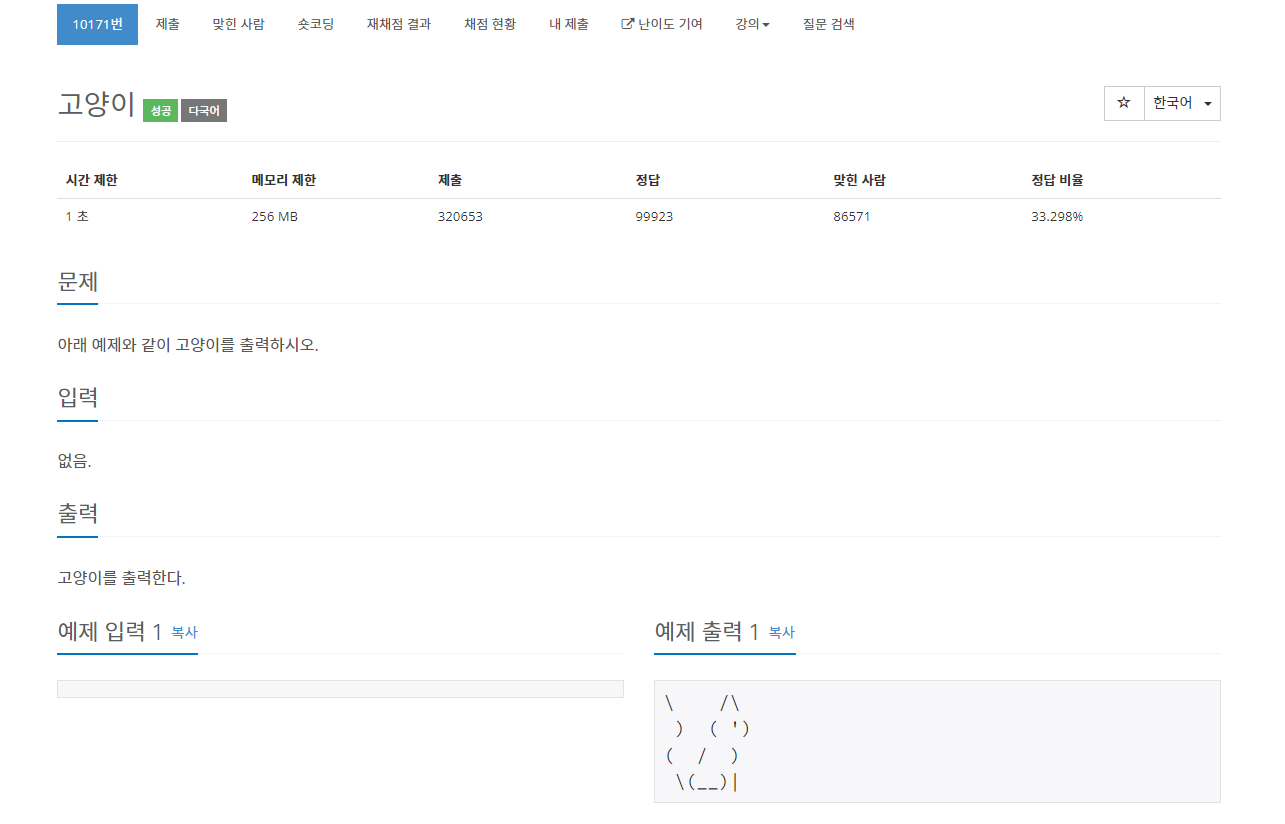 10171번 제출 맞힌 사람 숏코딩 재채점 결과 채점 현황 내 제출 난이도 기여 강의 질문 검색
고양이 성공 다국어 ☆ 한국어
시간 제한 메모리 제한 제출 정답 맞힌 사람 정답 비율
1 초 256 MB 320653 99923 86571 33.298%
문제
아래 예제와 같이 고양이를 출력하시오.
입력
없음.
출력
고양이를 출력한다.
예제 입력 1 복사
예제 출력 1 복사
\    /\
 )  ( ')
(  /  )
 \(__)|